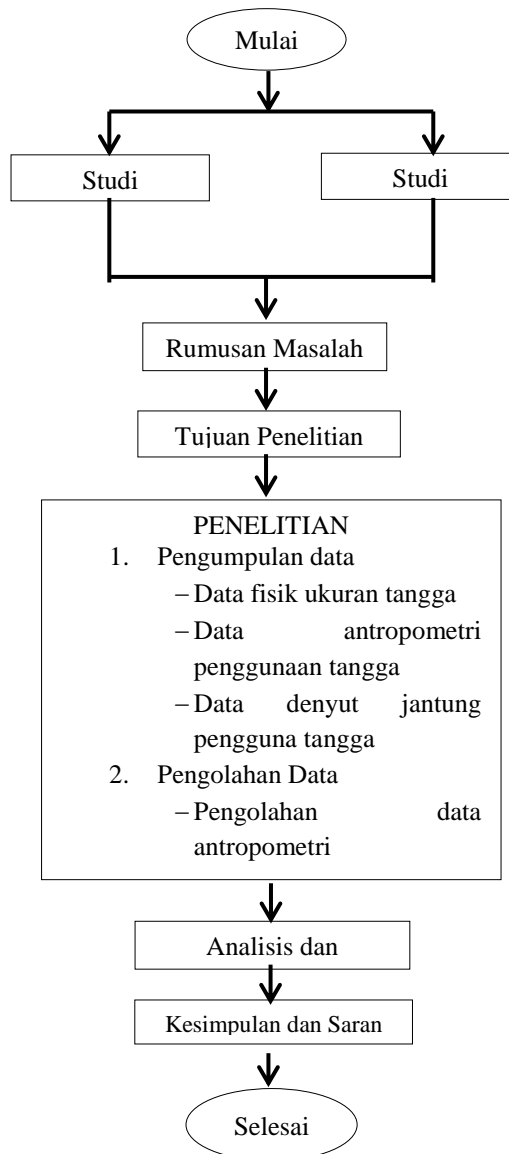 Mulai
Studi
Studi
Rumusan Masalah
Tujuan Penelitian
PENELITIAN
1. Pengumpulan data
– Data fisik ukuran tangga
– Data antropometri
penggunaan tangga
– Data denyut jantung
pengguna tangga
2. Pengolahan Data
– Pengolahan data
antropometri
Analisis dan
Kesimpulan dan Saran
Selesai